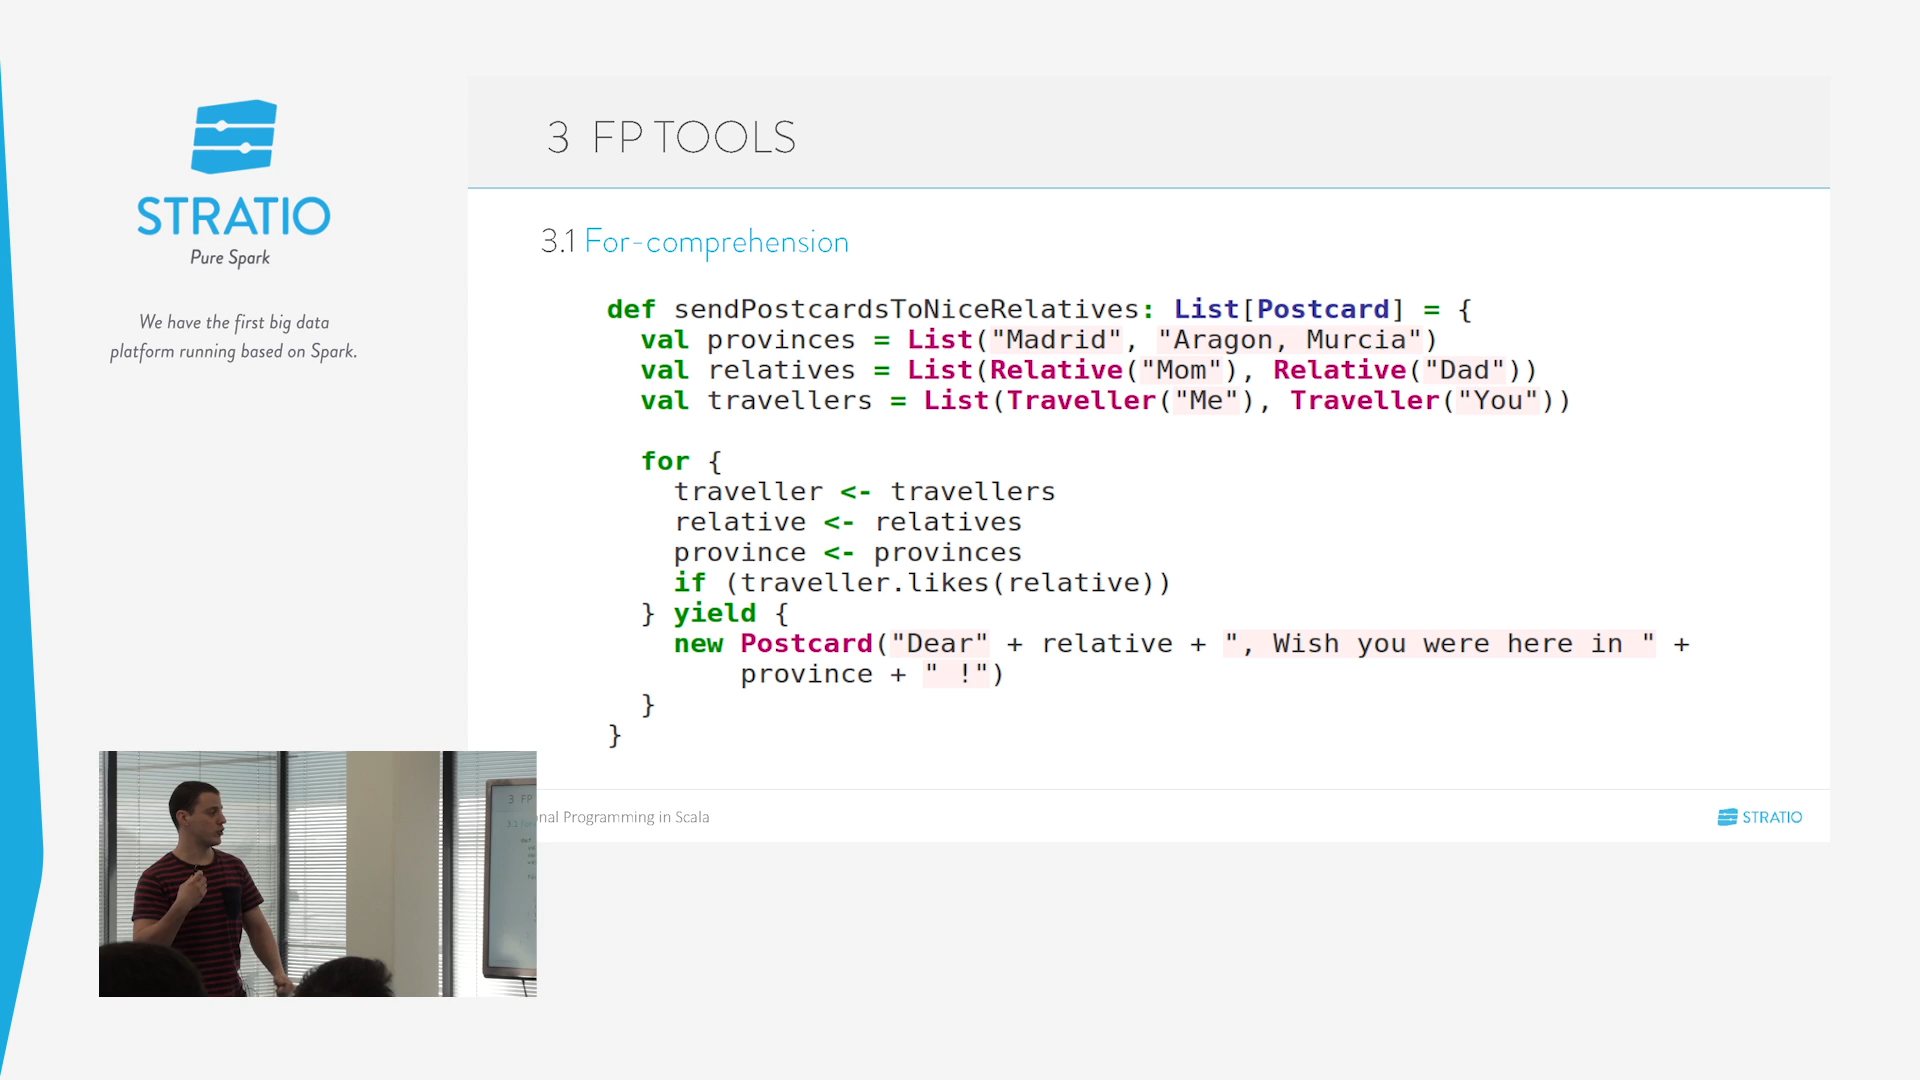 STRATIO
Pure Spark
We have the first big data
platform running based on Spark.
3 FP TOOLS
3.1 For-comprehension
def sendPostcardsToNiceRelatives: List[Postcard] = {
  val provinces = List("Madrid", "Aragon, Murcia")
  val relatives = List(Relative("Mom"), Relative("Dad"))
  val travellers = List(Traveller("Me"), Traveller("You"))
  for {
    traveller <- travellers
    relative <- relatives
    province <- provinces
    if (traveller.likes(relative))
  } yield {
    new Postcard("Dear" + relative + ", Wish you were here in " +
        province + " !")
  }
}
3 FP
nal Programming in Scala
STRATIO